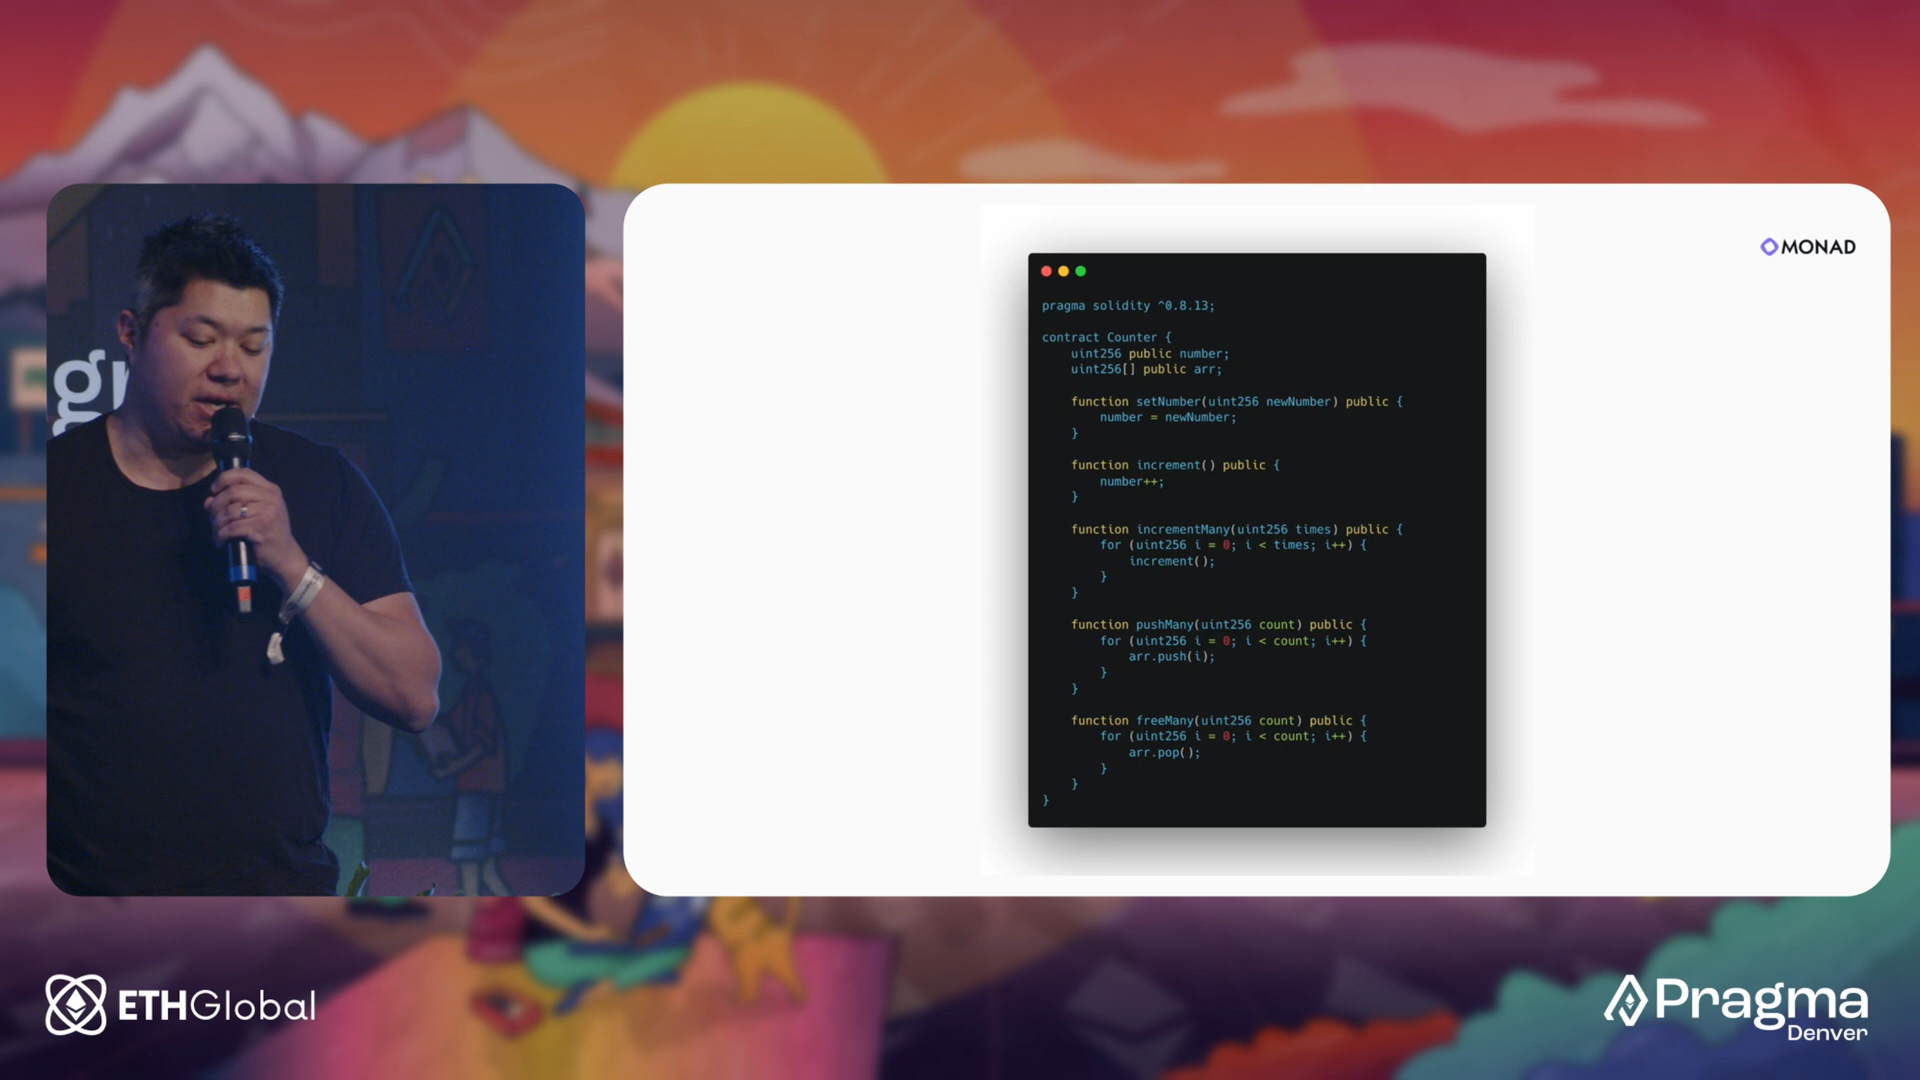 gr
MONAD
pragma solidity ^0.8.13;
contract Counter {
    uint256 public number;
    uint256[] public arr;
    function setNumber(uint256 newNumber) public {
        number = newNumber;
    }
    function increment() public {
        number++;
    }
    function incrementMany(uint256 times) public {
        for (uint256 i = 0; i < times; i++) {
            increment();
        }
    }
    function pushMany(uint256 count) public {
        for (uint256 i = 0; i < count; i++) {
            arr.push(i);
        }
    }
    function freeMany(uint256 count) public {
        for (uint256 i = 0; i < count; i++) {
            arr.pop();
        }
    }
}
ETHGlobal
Pragma
Denver